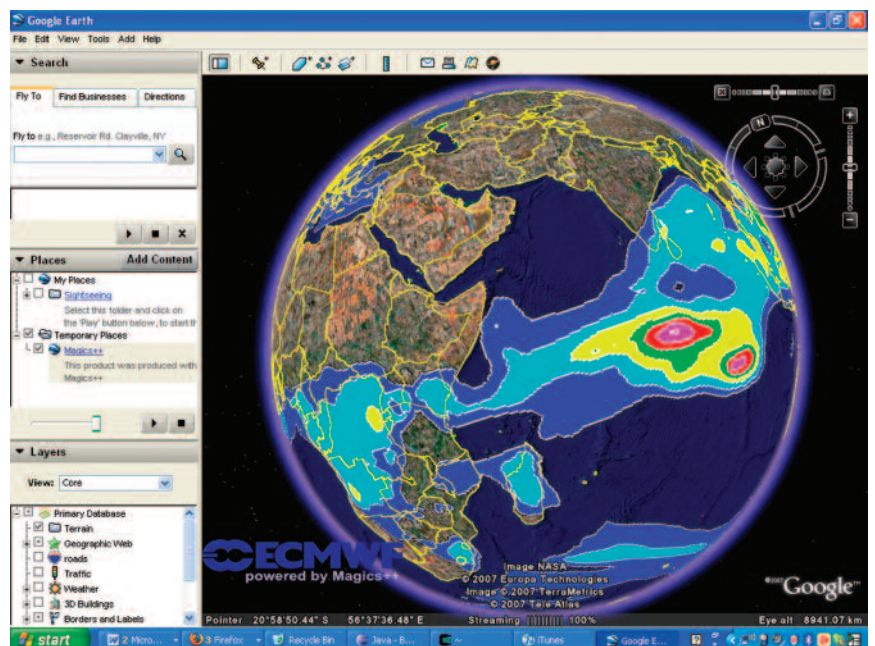 Google Earth
File Edit View Tools Add Help
Search
Fly To Find Businesses Directions
Fly to e.g., Reservoir Rd. Clayville, NY
Places Add Content
My Places
Sightseeing
Select this folder and click on
the 'Play' button below, to start th
Temporary Places
Magics++
This product was produced with
Magics++
Layers
View: Core
Primary Database
Terrain
Geographic Web
roads
Traffic
Weather
3D Buildings
Borders and Labels
N
ECMWF
powered by Magics++
Image NASA
© 2007 Europa Technologies
Image © 2007 TerraMetrics
© 2007 Tele Atlas
©2007 Google™
Pointer 20°58'50.44" S 56°37'36.48" E Streaming |||||||||| 100% Eye alt 8941.07 km
start 2 Micro... 3 Firefox Recycle Bin Java - B... ~ iTunes Google E...